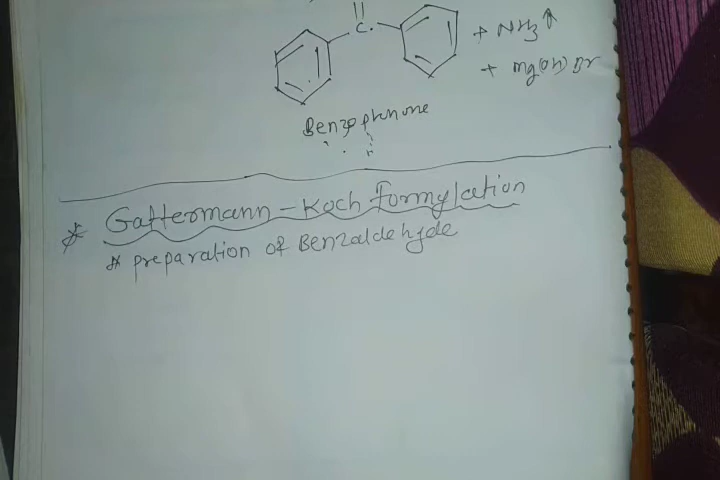 C.
+ NH3↑
+ Mg(OH)Br
Benzophenone
* Gattermann - Koch Formylation
* preparation of Benzaldehyde